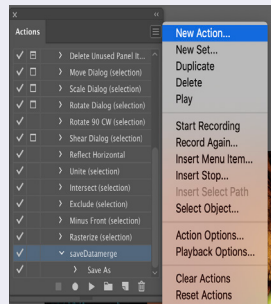 Actions
Delete Unused Panel It...
Move Dialog (selection)
Scale Dialog (selection)
Rotate Dialog (selection)
Rotate 90 CW (selection)
Shear Dialog (selection)
Reflect Horizontal
Unite (selection)
Intersect (selection)
Exclude (selection)
Minus Front (selection)
Rasterize (selection)
saveDatamerge
Save As
New Action...
New Set...
Duplicate
Delete
Play
Start Recording
Record Again...
Insert Menu Item...
Insert Stop...
Insert Select Path
Select Object...
Action Options...
Playback Options...
Clear Actions
Reset Actions